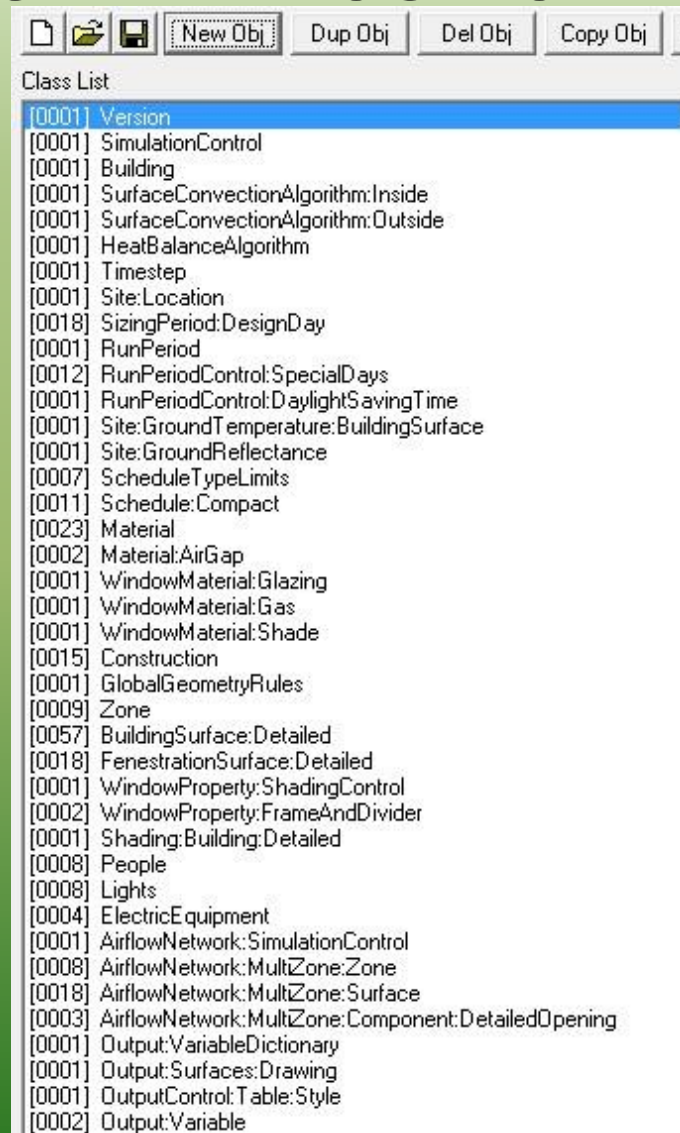 New Obj Dup Obj Del Obj Copy Obj
Class List
[0001] Version
[0001] SimulationControl
[0001] Building
[0001] SurfaceConvectionAlgorithm:Inside
[0001] SurfaceConvectionAlgorithm:Outside
[0001] HeatBalanceAlgorithm
[0001] Timestep
[0001] Site:Location
[0018] SizingPeriod:DesignDay
[0001] RunPeriod
[0012] RunPeriodControl:SpecialDays
[0001] RunPeriodControl:DaylightSavingTime
[0001] Site:GroundTemperature:BuildingSurface
[0001] Site:GroundReflectance
[0007] ScheduleTypeLimits
[0011] Schedule:Compact
[0023] Material
[0002] Material:AirGap
[0001] WindowMaterial:Glazing
[0001] WindowMaterial:Gas
[0001] WindowMaterial:Shade
[0015] Construction
[0001] GlobalGeometryRules
[0009] Zone
[0057] BuildingSurface:Detailed
[0018] FenestrationSurface:Detailed
[0001] WindowProperty:ShadingControl
[0002] WindowProperty:FrameAndDivider
[0001] Shading:Building:Detailed
[0008] People
[0008] Lights
[0004] ElectricEquipment
[0001] AirflowNetwork:SimulationControl
[0008] AirflowNetwork:MultiZone:Zone
[0018] AirflowNetwork:MultiZone:Surface
[0003] AirflowNetwork:MultiZone:Component:DetailedOpening
[0001] Output:VariableDictionary
[0001] Output:Surfaces:Drawing
[0001] OutputControl:Table:Style
[0002] Output:Variable